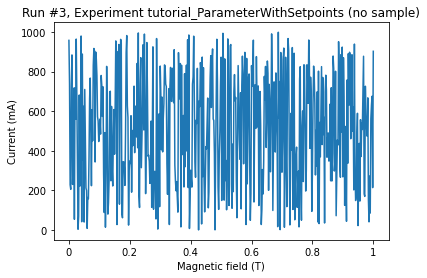 Run #3, Experiment tutorial_ParameterWithSetpoints (no sample)
1000
800
600
400
200
0
Current (mA)
0 0.2 0.4 0.6 0.8 1
Magnetic field (T)